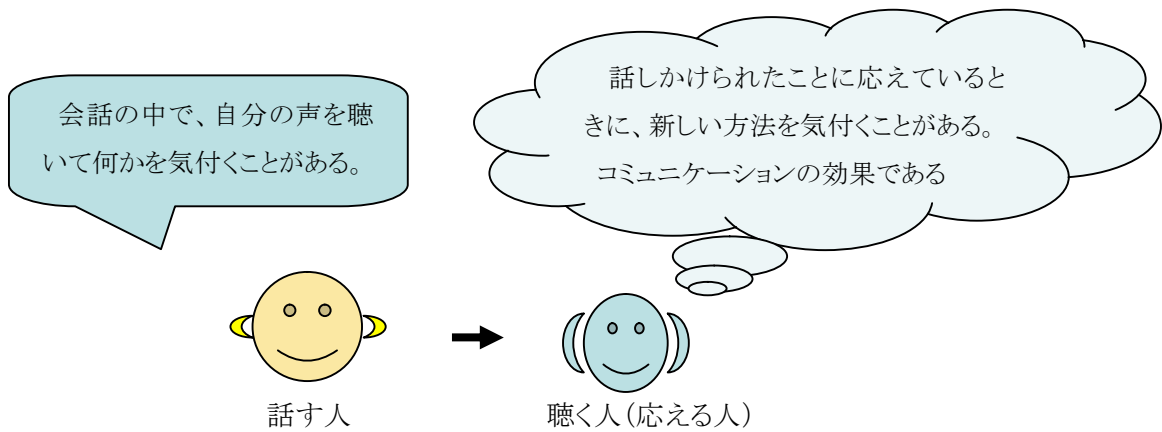 会話の中で、自分の声を聴
いて何かを気付くことがある。
話しかけられたことに応えていると
きに、新しい方法を気付くことがある。
コミュニケーションの効果である
話す人
聴く人(応える人)